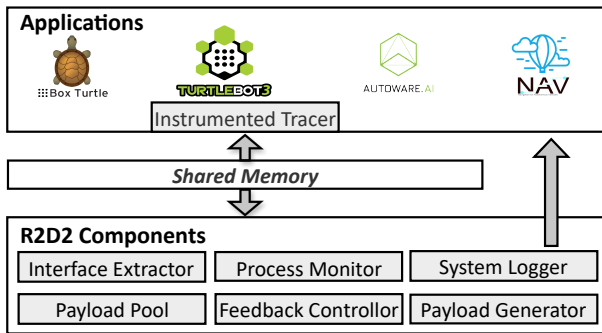 Applications
Box Turtle
TURTLEBOT3
AUTOWARE.AI
NAV
Instrumented Tracer
Shared Memory
R2D2 Components
Interface Extractor
Process Monitor
System Logger
Payload Pool
Feedback Controllor
Payload Generator